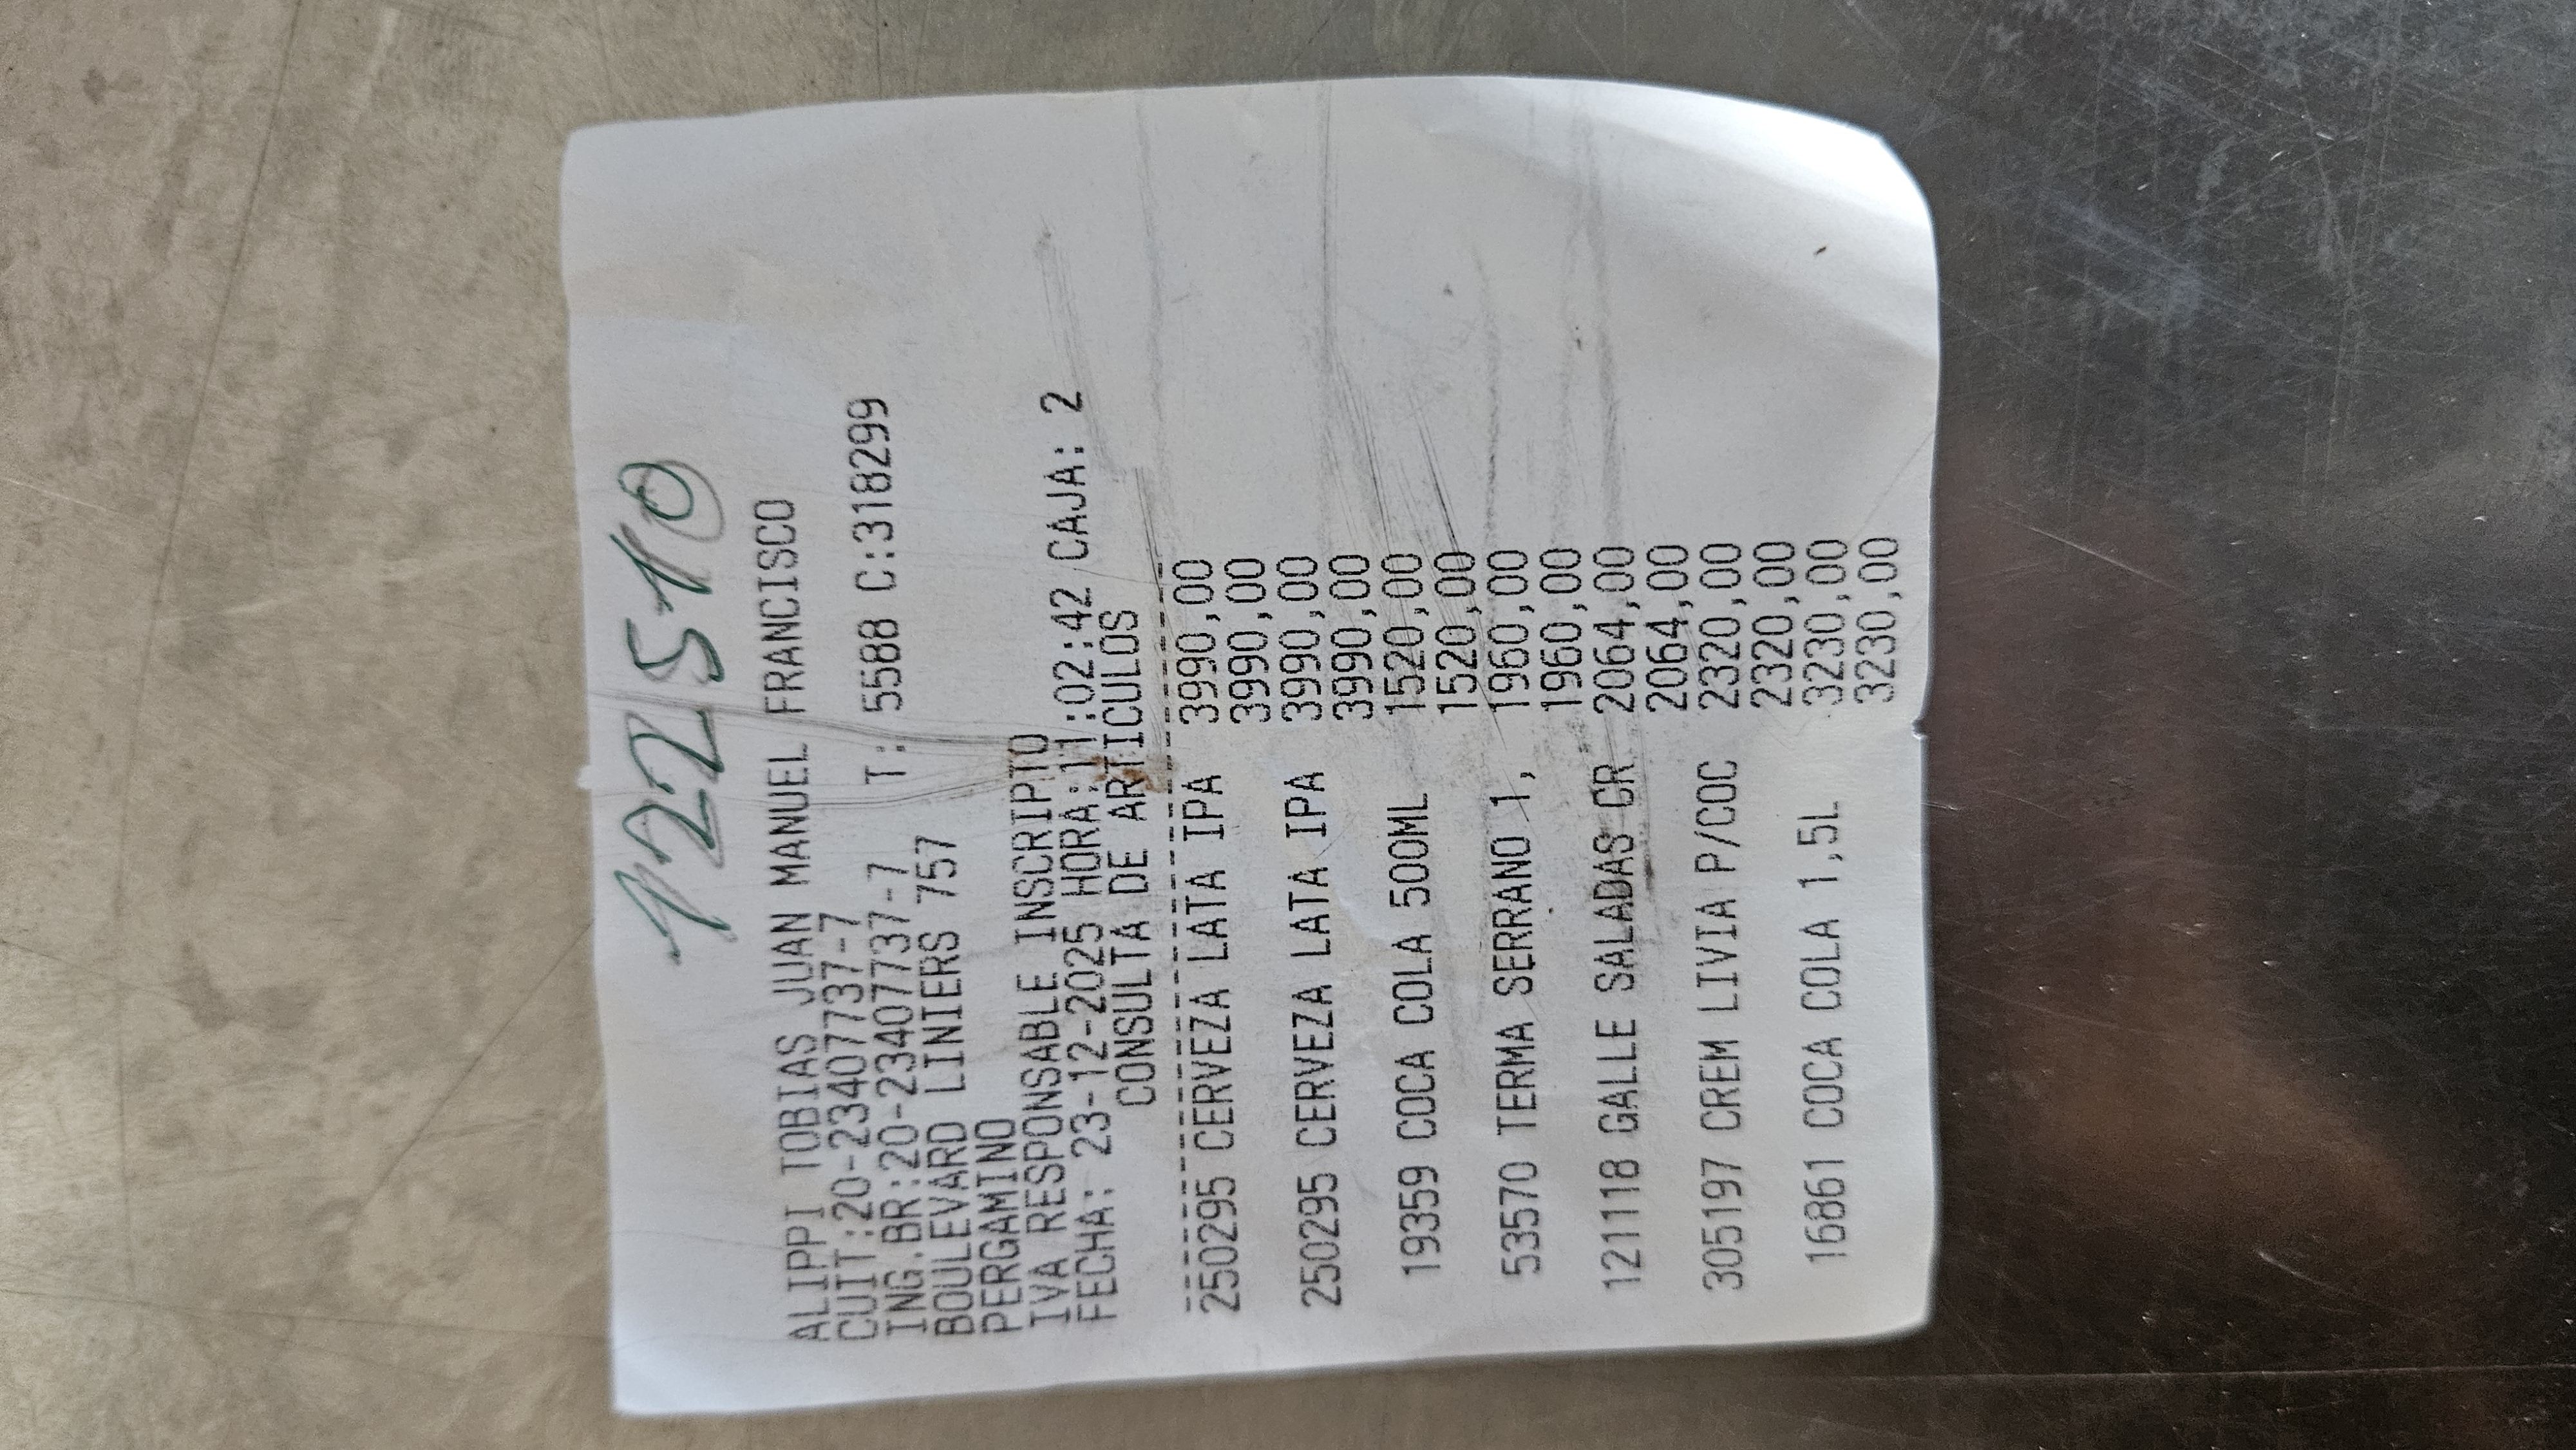 122510
ALIPPI TOBIAS JUAN MANUEL FRANCISCO
CUIT:20-23407737-7
ING.BR:20-23407737-7 T: 5588 C:318299
BOULEVARD LINIERS 757
PERGAMINO
IVA RESPONSABLE INSCRIPTO
FECHA: 23-12-2025 HORA:11:02:42 CAJA: 2
CONSULTA DE ARTICULOS
250295 CERVEZA LATA IPA 3990,00
3990,00
250295 CERVEZA LATA IPA 3990,00
3990,00
19359 COCA COLA 500ML 1520,00
1520,00
53570 TERMA SERRANO 1, 1960,00
1960,00
121118 GALLE SALADAS CR 2064,00
2064,00
305197 CREM LIVIA P/COC 2320,00
2320,00
16861 COCA COLA 1,5L 3230,00
3230,00